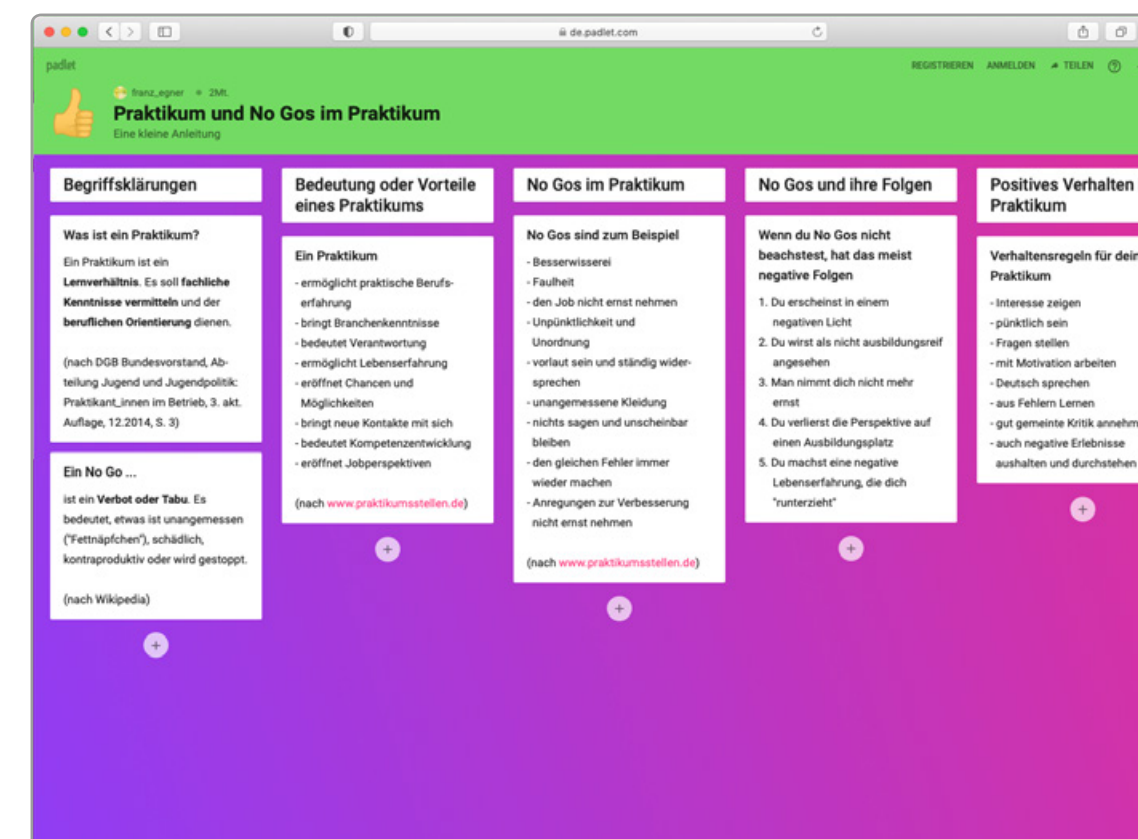 de.padlet.com
padlet
REGISTRIEREN ANMELDEN TEILEN
franz_egner 2Mt.
Praktikum und No Gos im Praktikum
Eine kleine Anleitung
Begriffsklärungen
Was ist ein Praktikum?
Ein Praktikum ist ein
Lernverhältnis. Es soll fachliche
Kenntnisse vermitteln und der
beruflichen Orientierung dienen.
(nach DGB Bundesvorstand, Ab-
teilung Jugend und Jugendpolitik:
Praktikant_innen im Betrieb, 3. akt.
Auflage, 12.2014, S. 3)
Ein No Go ...
ist ein Verbot oder Tabu. Es
bedeutet, etwas ist unangemessen
("Fettnäpfchen"), schädlich,
kontraproduktiv oder wird gestoppt.
(nach Wikipedia)
Bedeutung oder Vorteile
eines Praktikums
Ein Praktikum
- ermöglicht praktische Berufs-
erfahrung
- bringt Branchenkenntnisse
- bedeutet Verantwortung
- ermöglicht Lebenserfahrung
- eröffnet Chancen und
Möglichkeiten
- bringt neue Kontakte mit sich
- bedeutet Kompetenzentwicklung
- eröffnet Jobperspektiven
(nach www.praktikumsstellen.de)
No Gos im Praktikum
No Gos sind zum Beispiel
- Besserwisserei
- Faulheit
- den Job nicht ernst nehmen
- Unpünktlichkeit und
Unordnung
- vorlaut sein und ständig wider-
sprechen
- unangemessene Kleidung
- nichts sagen und unscheinbar
bleiben
- den gleichen Fehler immer
wieder machen
- Anregungen zur Verbesserung
nicht ernst nehmen
(nach www.praktikumsstellen.de)
No Gos und ihre Folgen
Wenn du No Gos nicht
beachstest, hat das meist
negative Folgen
1. Du erscheinst in einem
negativen Licht
2. Du wirst als nicht ausbildungsreif
angesehen
3. Man nimmt dich nicht mehr
ernst
4. Du verlierst die Perspektive auf
einen Ausbildungsplatz
5. Du machst eine negative
Lebenserfahrung, die dich
"runterzieht"
Positives Verhalten
Praktikum
Verhaltensregeln für dein
Praktikum
- Interesse zeigen
- pünktlich sein
- Fragen stellen
- mit Motivation arbeiten
- Deutsch sprechen
- aus Fehlern Lernen
- gut gemeinte Kritik annehm
- auch negative Erlebnisse
aushalten und durchstehen